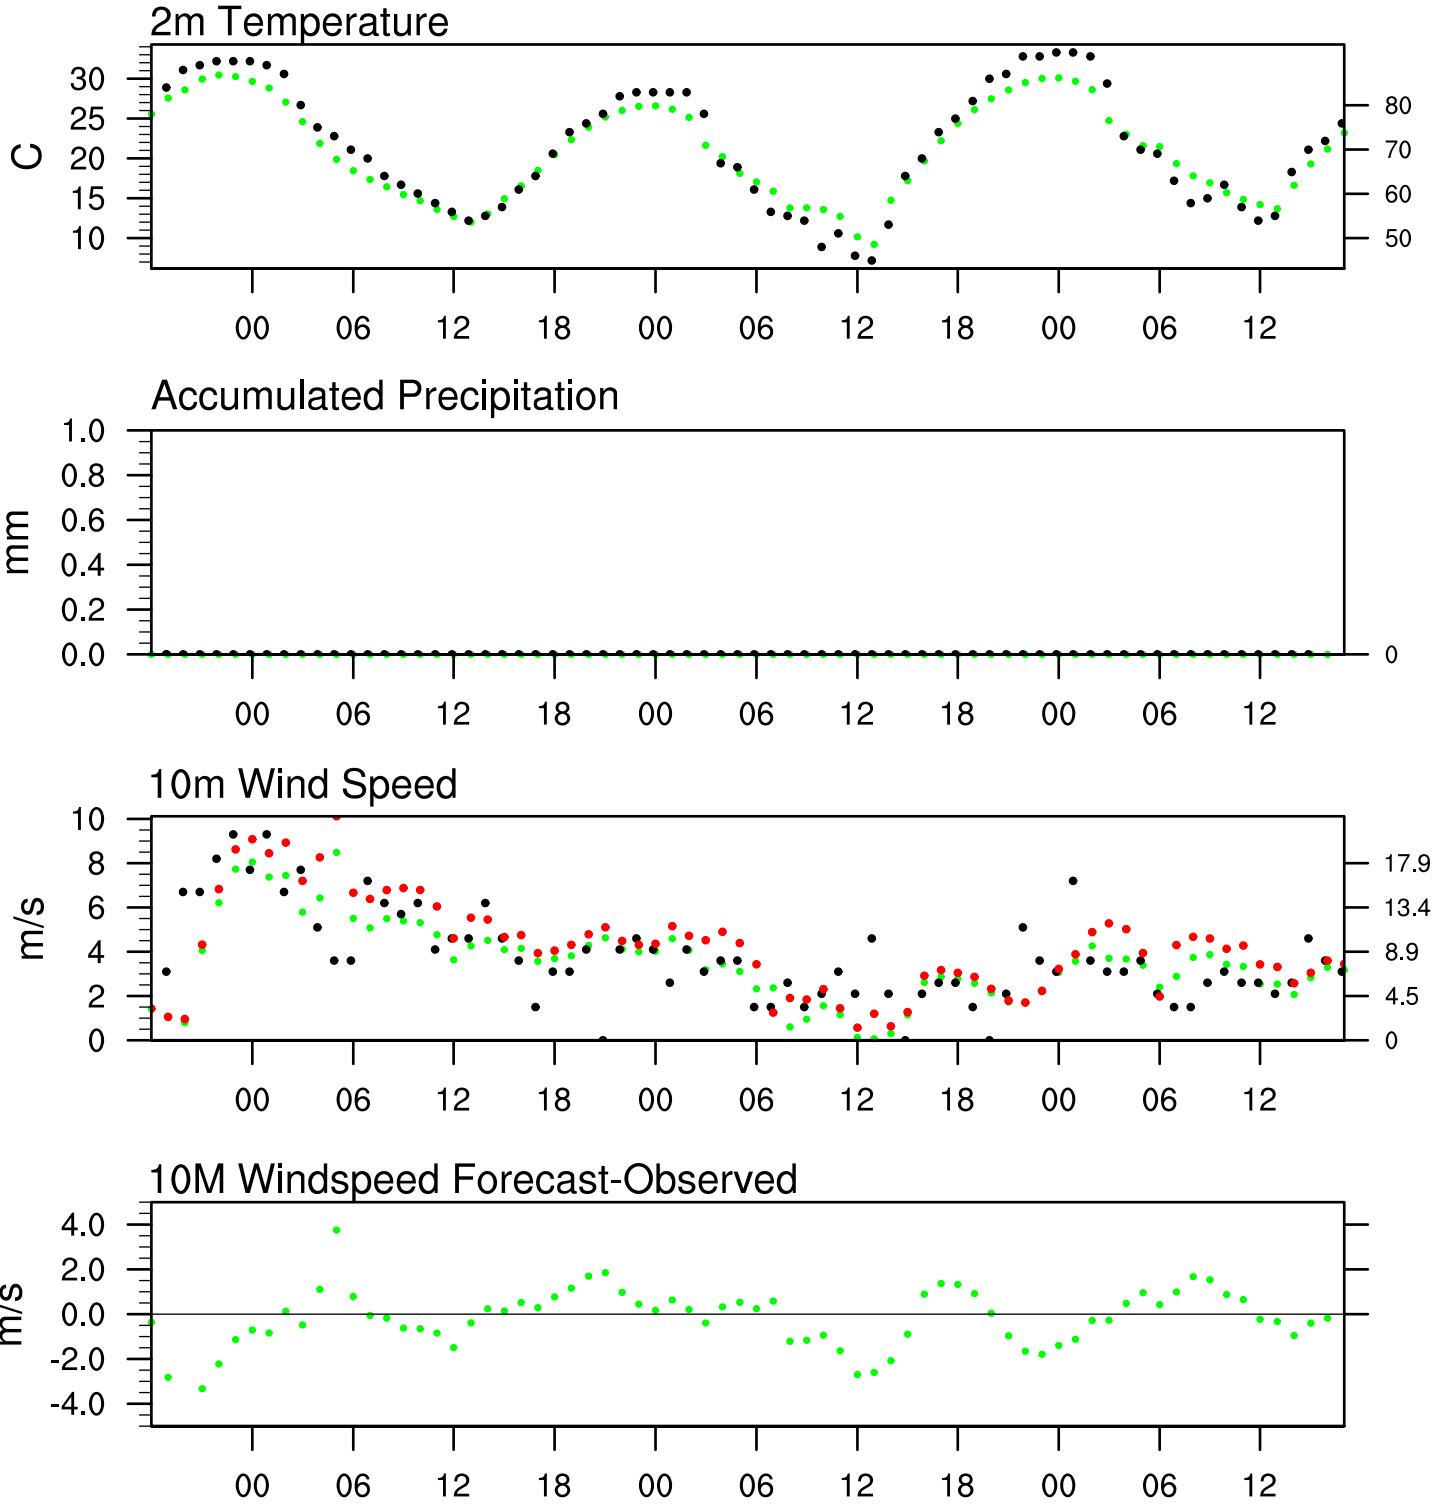 2m Temperature
C
30
25
20
15
10
80
70
60
50
00 06 12 18 00 06 12 18 00 06 12
Accumulated Precipitation
mm
1.0
0.8
0.6
0.4
0.2
0.0
0
00 06 12 18 00 06 12 18 00 06 12
10m Wind Speed
m/s
10
8
6
4
2
0
17.9
13.4
8.9
4.5
0
00 06 12 18 00 06 12 18 00 06 12
10M Windspeed Forecast-Observed
m/s
4.0
2.0
0.0
-2.0
-4.0
00 06 12 18 00 06 12 18 00 06 12